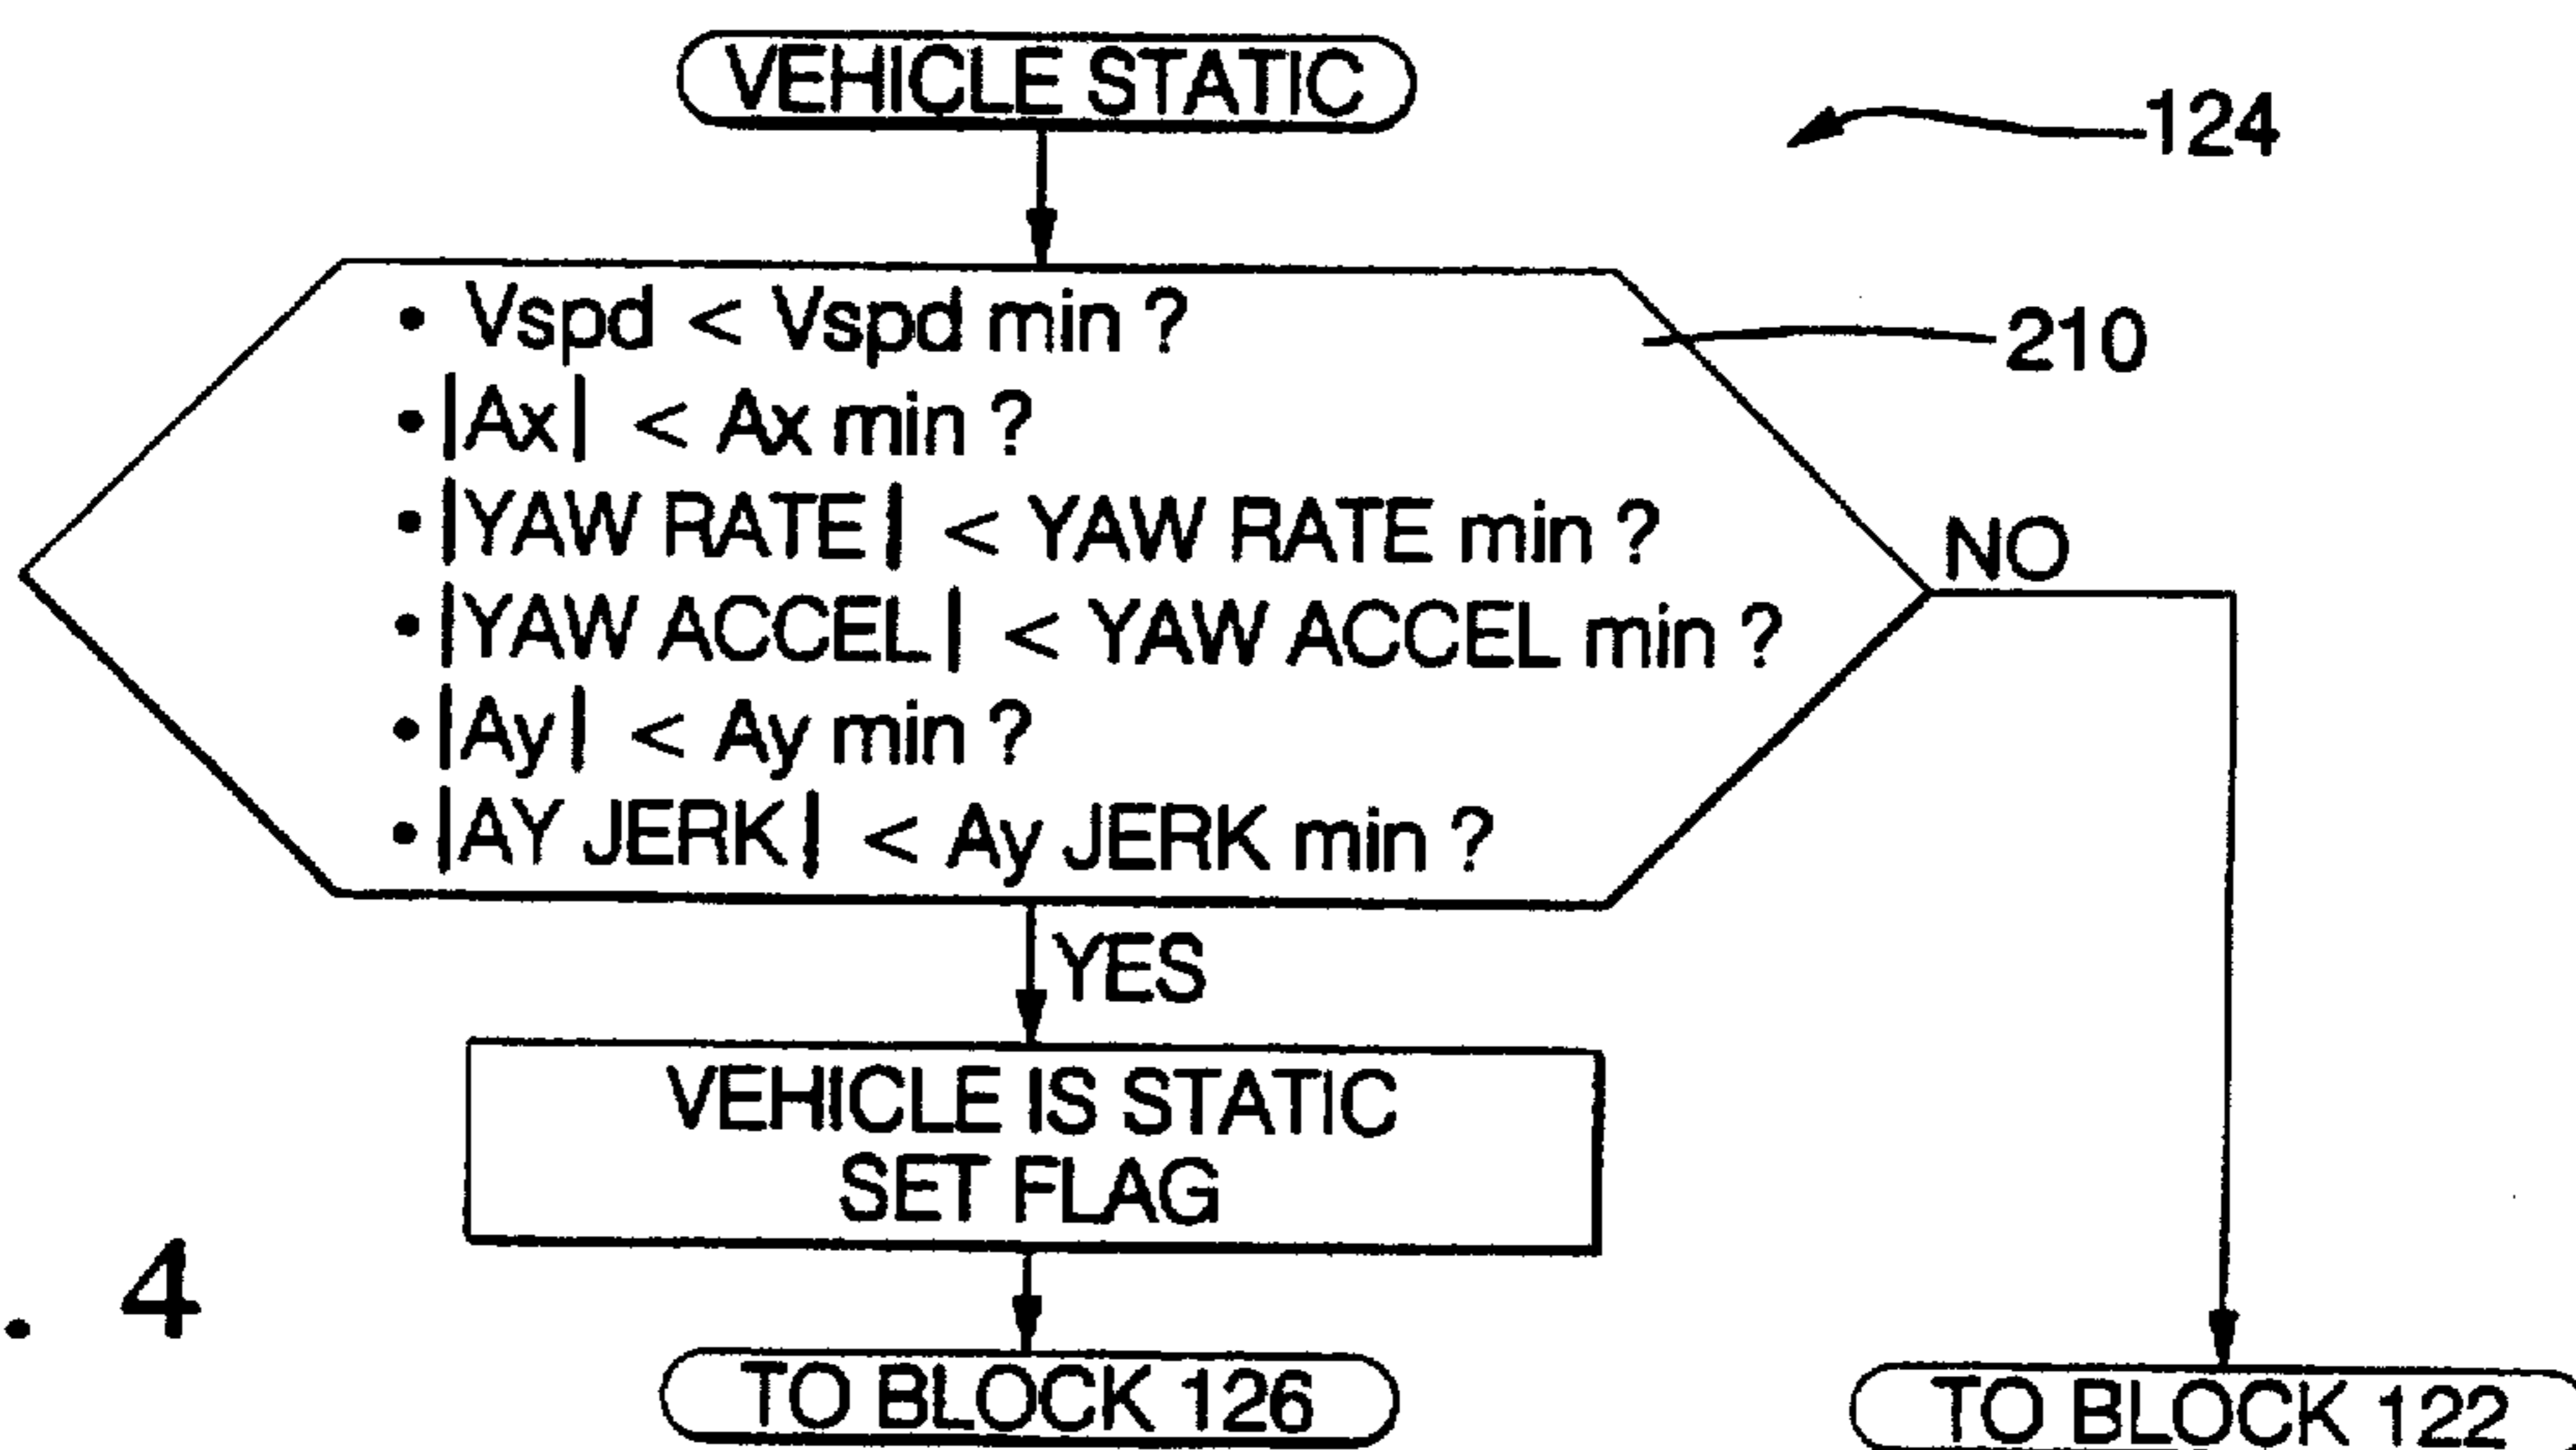 VEHICLE STATIC
124
• Vspd < Vspd min ?
210
• |Ax| < Ax min ?
• |YAW RATE| < YAW RATE min ?
NO
• |YAW ACCEL| < YAW ACCEL min ?
• |Ay| < Ay min ?
• |AY JERK| < Ay JERK min ?
YES
VEHICLE IS STATIC
SET FLAG
. 4
TO BLOCK 126
TO BLOCK 122